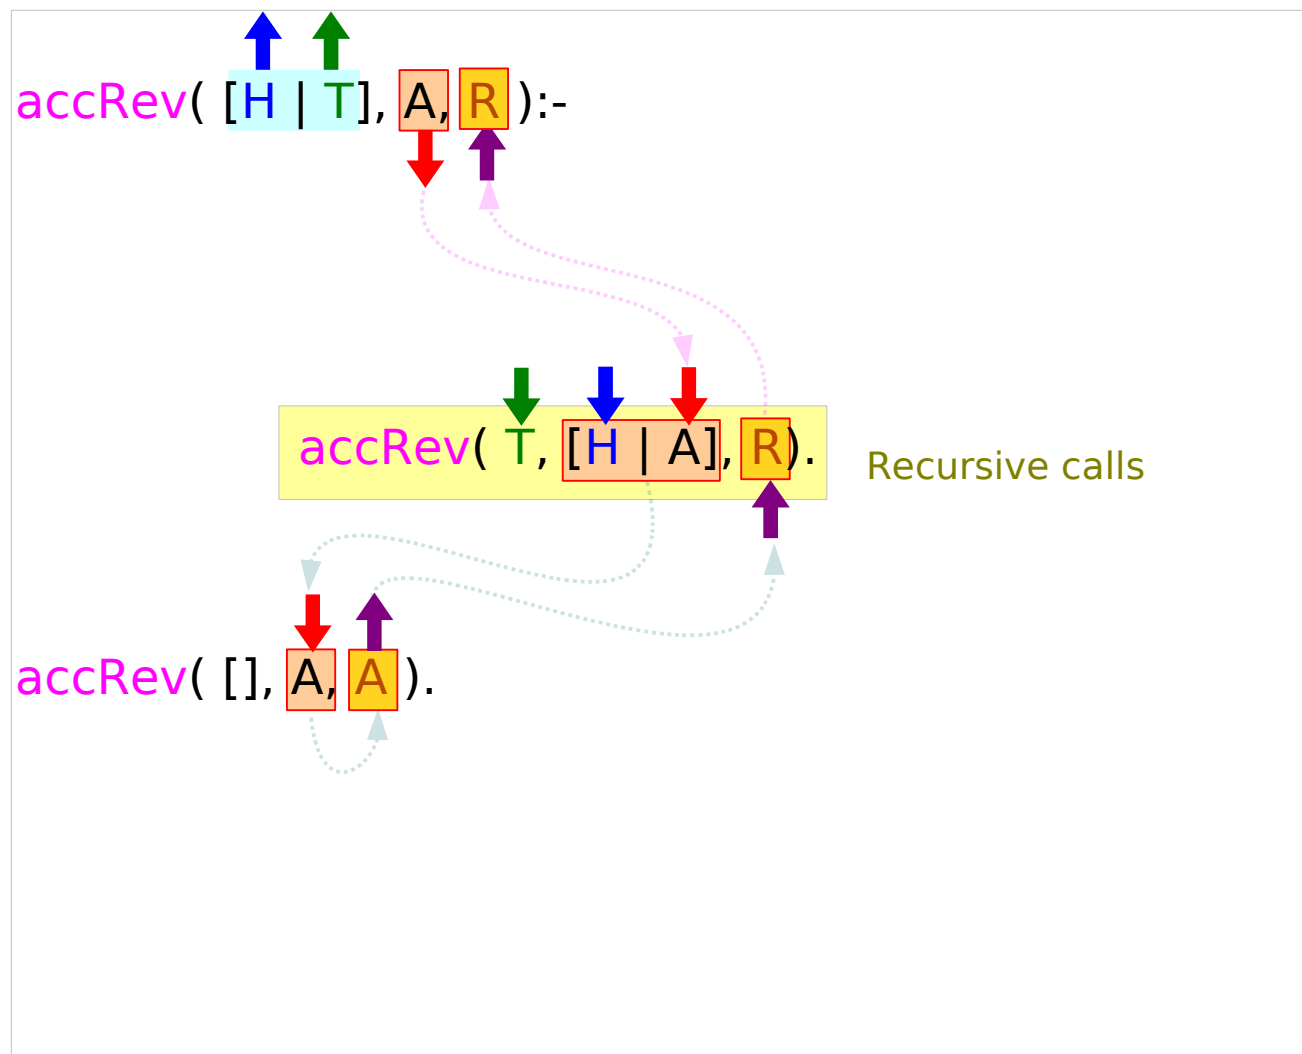 accRev( [H | T], A, R ):-
accRev( T, [H | A], R).
Recursive calls
accRev( [], A, A ).